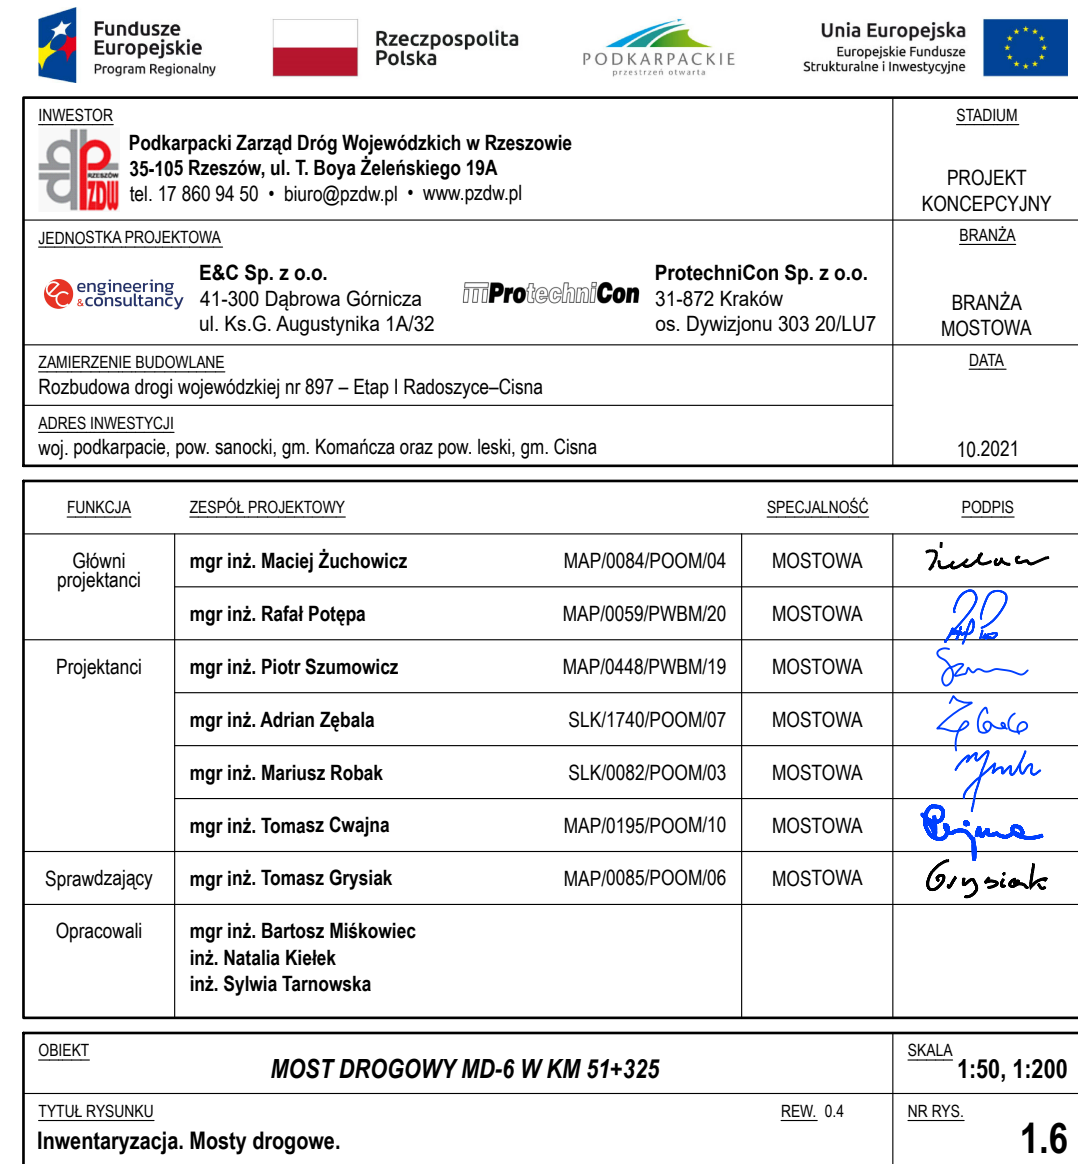 Fundusze
Europejskie
Program Regionalny
Rzeczpospolita
Polska
PODKARPACKIE
przestrzeń otwarta
Unia Europejska
Europejskie Fundusze
Strukturalne i Inwestycyjne
INWESTOR
RZESZÓW
PZDW
Podkarpacki Zarząd Dróg Wojewódzkich w Rzeszowie
35-105 Rzeszów, ul. T. Boya Żeleńskiego 19A
tel. 17 860 94 50 • biuro@pzdw.pl • www.pzdw.pl
STADIUM
PROJEKT
KONCEPCYJNY
JEDNOSTKA PROJEKTOWA
engineering
&consultancy
E&C Sp. z o.o.
41-300 Dąbrowa Górnicza
ul. Ks.G. Augustynika 1A/32
ProtechniCon
ProtechniCon Sp. z o.o.
31-872 Kraków
os. Dywizjonu 303 20/LU7
BRANŻA
BRANŻA
MOSTOWA
ZAMIERZENIE BUDOWLANE
Rozbudowa drogi wojewódzkiej nr 897 – Etap I Radoszyce–Cisna
DATA
ADRES INWESTYCJI
woj. podkarpacie, pow. sanocki, gm. Komańcza oraz pow. leski, gm. Cisna
10.2021
FUNKCJA ZESPÓŁ PROJEKTOWY SPECJALNOŚĆ PODPIS
Główni
projektanci
mgr inż. Maciej Żuchowicz MAP/0084/POOM/04 MOSTOWA
mgr inż. Rafał Potępa MAP/0059/PWBM/20 MOSTOWA
Projektanci mgr inż. Piotr Szumowicz MAP/0448/PWBM/19 MOSTOWA
mgr inż. Adrian Zębala SLK/1740/POOM/07 MOSTOWA
mgr inż. Mariusz Robak SLK/0082/POOM/03 MOSTOWA
mgr inż. Tomasz Cwajna MAP/0195/POOM/10 MOSTOWA
Sprawdzający mgr inż. Tomasz Grysiak MAP/0085/POOM/06 MOSTOWA Grysiak
Opracowali mgr inż. Bartosz Miśkowiec
inż. Natalia Kiełek
inż. Sylwia Tarnowska
OBIEKT
MOST DROGOWY MD-6 W KM 51+325
SKALA
1:50, 1:200
TYTUŁ RYSUNKU
REW. 0.4
Inwentaryzacja. Mosty drogowe.
NR RYS.
1.6